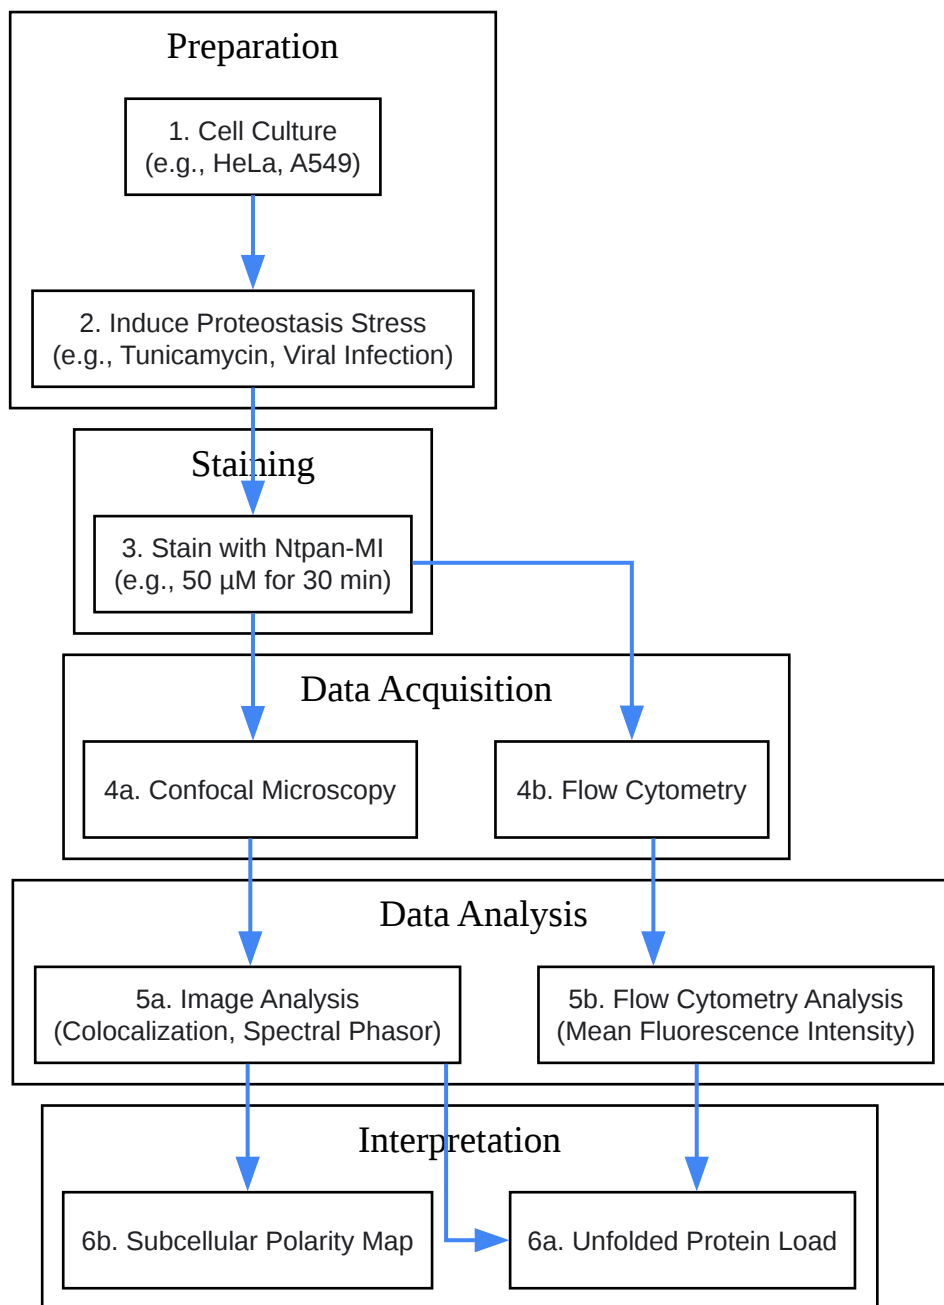 Preparation
1. Cell Culture
(e.g., HeLa, A549)
2. Induce Proteostasis Stress
(e.g., Tunicamycin, Viral Infection)
Staining
3. Stain with Ntpan-MI
(e.g., 50 µM for 30 min)
Data Acquisition
4a. Confocal Microscopy
4b. Flow Cytometry
Data Analysis
5a. Image Analysis
(Colocalization, Spectral Phasor)
5b. Flow Cytometry Analysis
(Mean Fluorescence Intensity)
Interpretation
6b. Subcellular Polarity Map
6a. Unfolded Protein Load